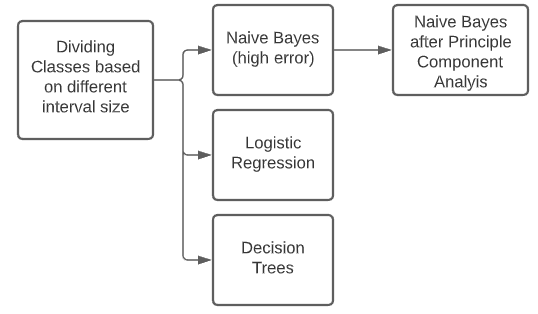 Dividing
Classes based
on different
interval size
Naive Bayes
(high error)
Naive Bayes
after Principle
Component
Analyis
Logistic
Regression
Decision
Trees